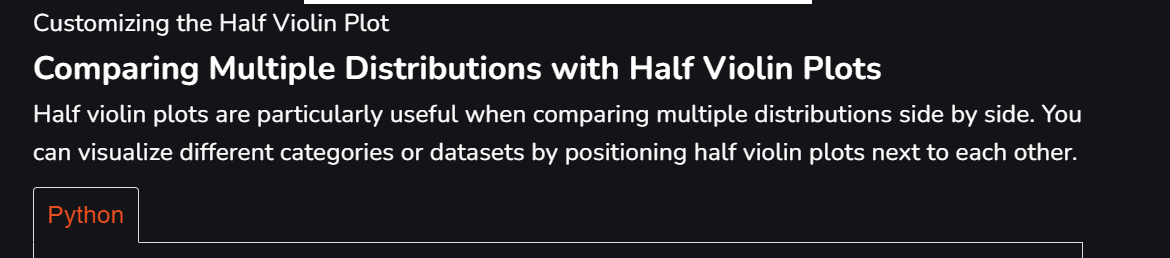 Customizing the Half Violin Plot
Comparing Multiple Distributions with Half Violin Plots
Half violin plots are particularly useful when comparing multiple distributions side by side. You
can visualize different categories or datasets by positioning half violin plots next to each other.
Python